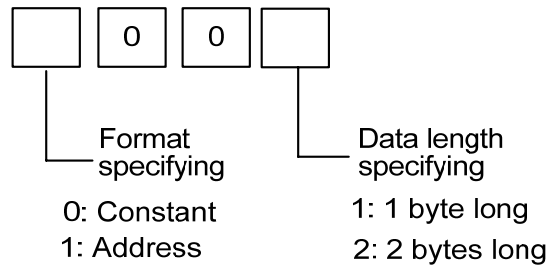 0 0
Format
specifying
0: Constant
1: Address
Data length
specifying
1: 1 byte long
2: 2 bytes long